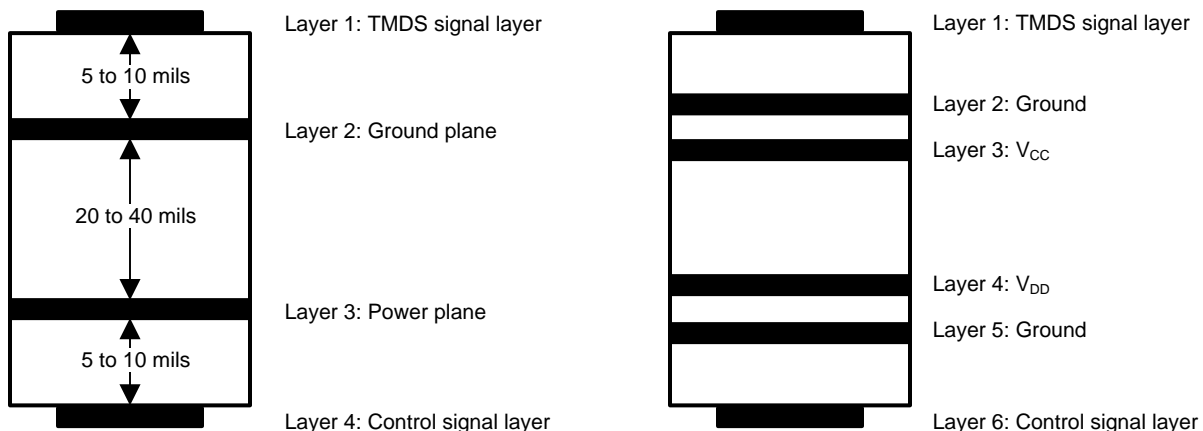 Layer 1: TMDS signal layer
5 to 10 mils
Layer 2: Ground plane
20 to 40 mils
Layer 3: Power plane
5 to 10 mils
Layer 4: Control signal layer
Layer 1: TMDS signal layer
Layer 2: Ground
Layer 3: VCC
Layer 4: VDD
Layer 5: Ground
Layer 6: Control signal layer